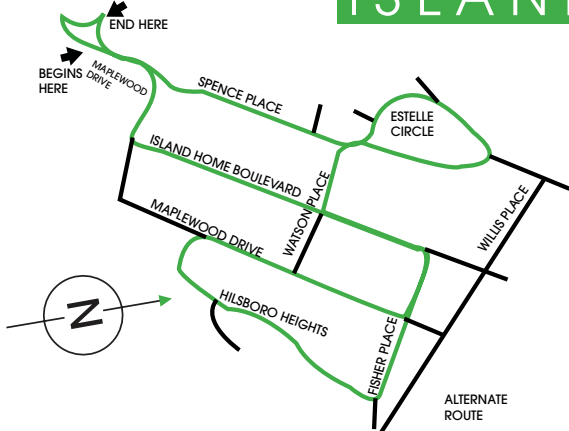 ISLAN
END HERE
BEGINS
HERE
MAPLEWOOD
DRIVE
SPENCE PLACE
ESTELLE
CIRCLE
ISLAND HOME BOULEVARD
WATSON PLACE
WILLIS PLACE
MAPLEWOOD DRIVE
HILSBORO HEIGHTS
FISHER PLACE
N
ALTERNATE
ROUTE